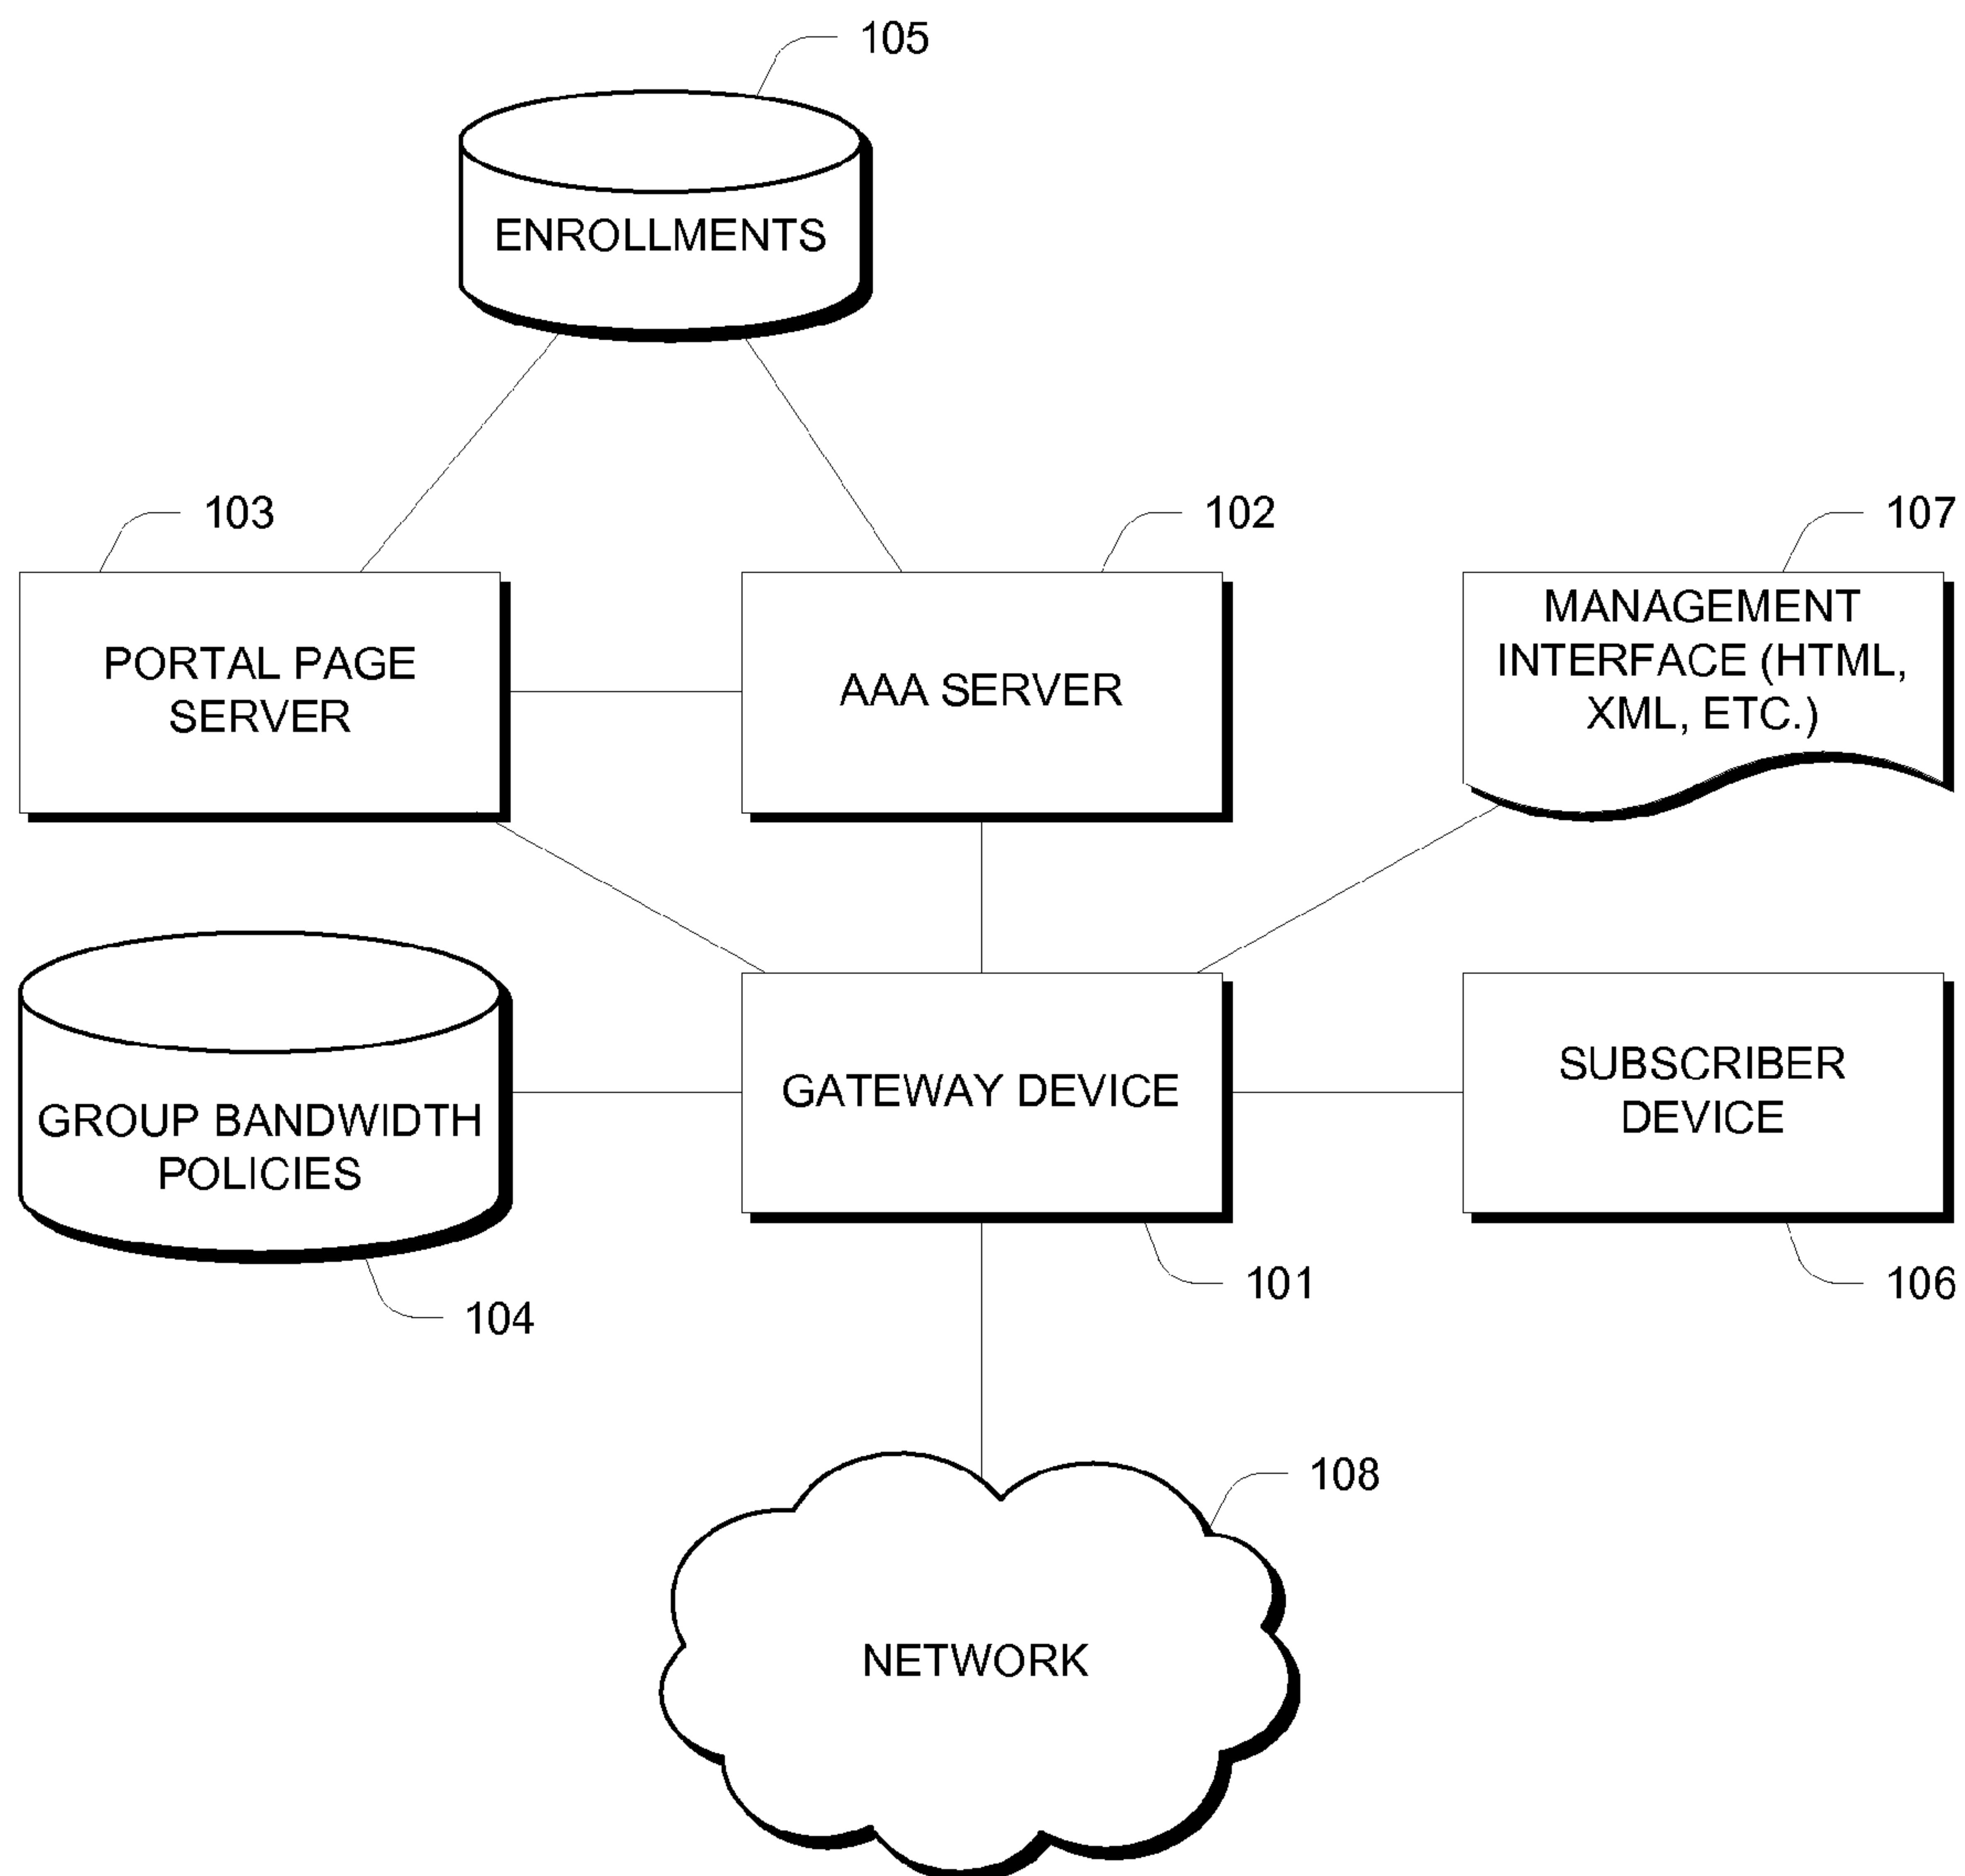 105
ENROLLMENTS
103
102
107
PORTAL PAGE
SERVER
AAA SERVER
MANAGEMENT
INTERFACE (HTML,
XML, ETC.)
GROUP BANDWIDTH
POLICIES
GATEWAY DEVICE
SUBSCRIBER
DEVICE
104
101
106
108
NETWORK